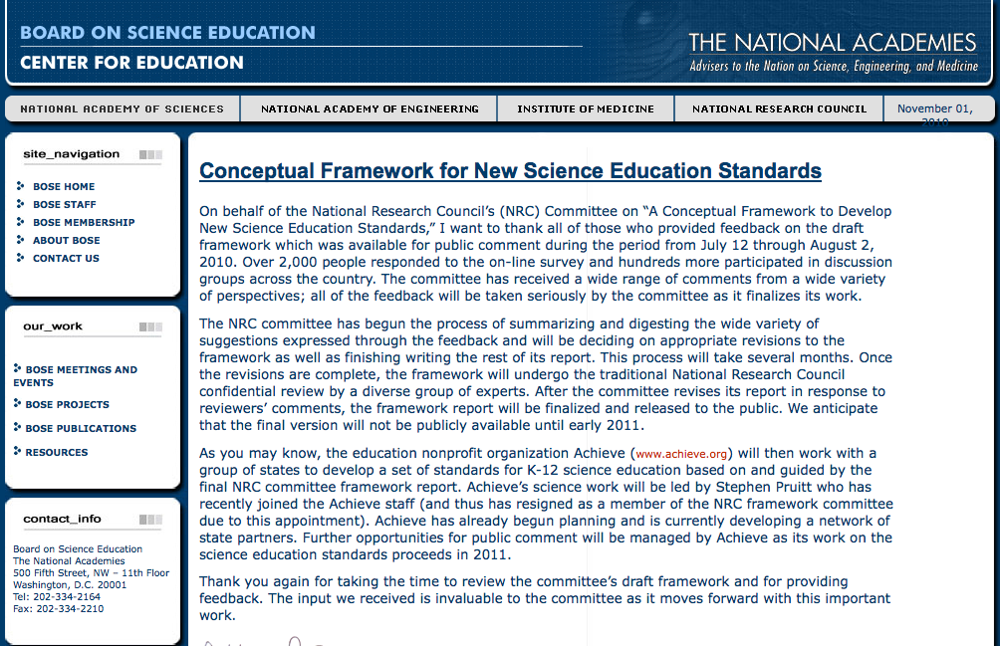 BOARD ON SCIENCE EDUCATION
CENTER FOR EDUCATION
THE NATIONAL ACADEMIES
Advisers to the Nation on Science, Engineering, and Medicine
NATIONAL ACADEMY OF SCIENCES
NATIONAL ACADEMY OF ENGINEERING
INSTITUTE OF MEDICINE
NATIONAL RESEARCH COUNCIL
November 01,
2010
site_navigation
BOSE HOME
BOSE STAFF
BOSE MEMBERSHIP
ABOUT BOSE
CONTACT US
our_work
BOSE MEETINGS AND
EVENTS
BOSE PROJECTS
BOSE PUBLICATIONS
RESOURCES
contact_info
Board on Science Education
The National Academies
500 Fifth Street, NW – 11th Floor
Washington, D.C. 20001
Tel: 202-334-2164
Fax: 202-334-2210
Conceptual Framework for New Science Education Standards
On behalf of the National Research Council's (NRC) Committee on "A Conceptual Framework to Develop
New Science Education Standards," I want to thank all of those who provided feedback on the draft
framework which was available for public comment during the period from July 12 through August 2,
2010. Over 2,000 people responded to the on-line survey and hundreds more participated in discussion
groups across the country. The committee has received a wide range of comments from a wide variety
of perspectives; all of the feedback will be taken seriously by the committee as it finalizes its work.
The NRC committee has begun the process of summarizing and digesting the wide variety of
suggestions expressed through the feedback and will be deciding on appropriate revisions to the
framework as well as finishing writing the rest of its report. This process will take several months. Once
the revisions are complete, the framework will undergo the traditional National Research Council
confidential review by a diverse group of experts. After the committee revises its report in response to
reviewers' comments, the framework report will be finalized and released to the public. We anticipate
that the final version will not be publicly available until early 2011.
As you may know, the education nonprofit organization Achieve (www.achieve.org) will then work with a
group of states to develop a set of standards for K-12 science education based on and guided by the
final NRC committee framework report. Achieve's science work will be led by Stephen Pruitt who has
recently joined the Achieve staff (and thus has resigned as a member of the NRC framework committee
due to this appointment). Achieve has already begun planning and is currently developing a network of
state partners. Further opportunities for public comment will be managed by Achieve as its work on the
science education standards proceeds in 2011.
Thank you again for taking the time to review the committee's draft framework and for providing
feedback. The input we received is invaluable to the committee as it moves forward with this important
work.